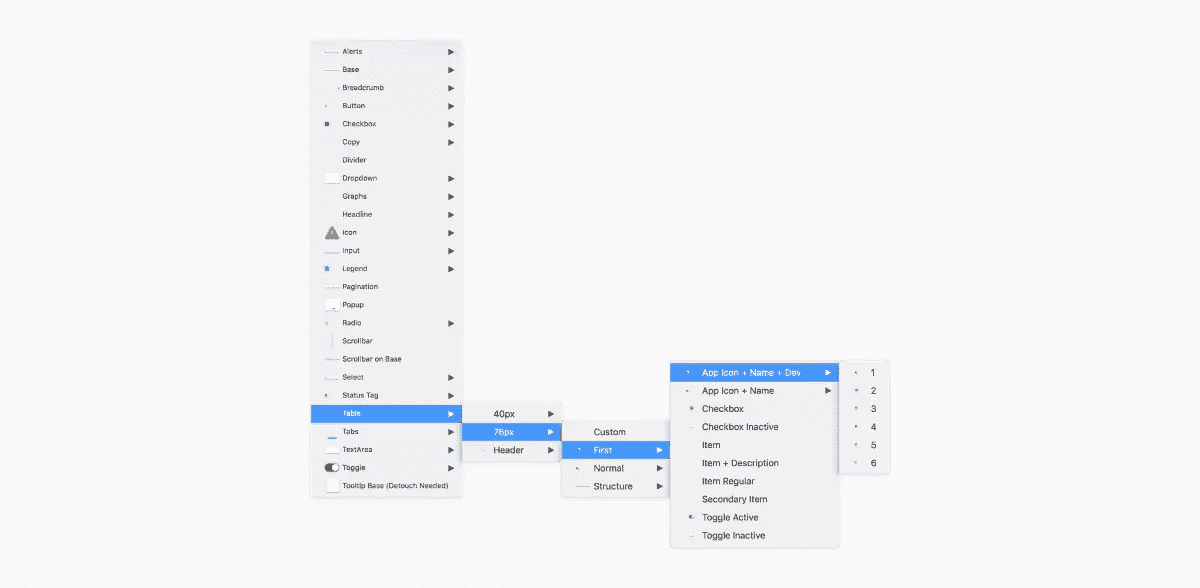 Alerts
Base
Breadcrumb
Button
Checkbox
Copy
Divider
Dropdown
Graphs
Headline
Icon
Input
Legend
Pagination
Popup
Radio
Scrollbar
Scrollbar on Base
Select
Status Tag
Table
Tabs
TextArea
Toggle
Tooltip Base (Detouch Needed)
40px
76px
Header
Custom
First
Normal
Structure
App Icon + Name + Dev
App Icon + Name
Checkbox
Checkbox Inactive
Item
Item + Description
Item Regular
Secondary Item
Toggle Active
Toggle Inactive
1
2
3
4
5
6